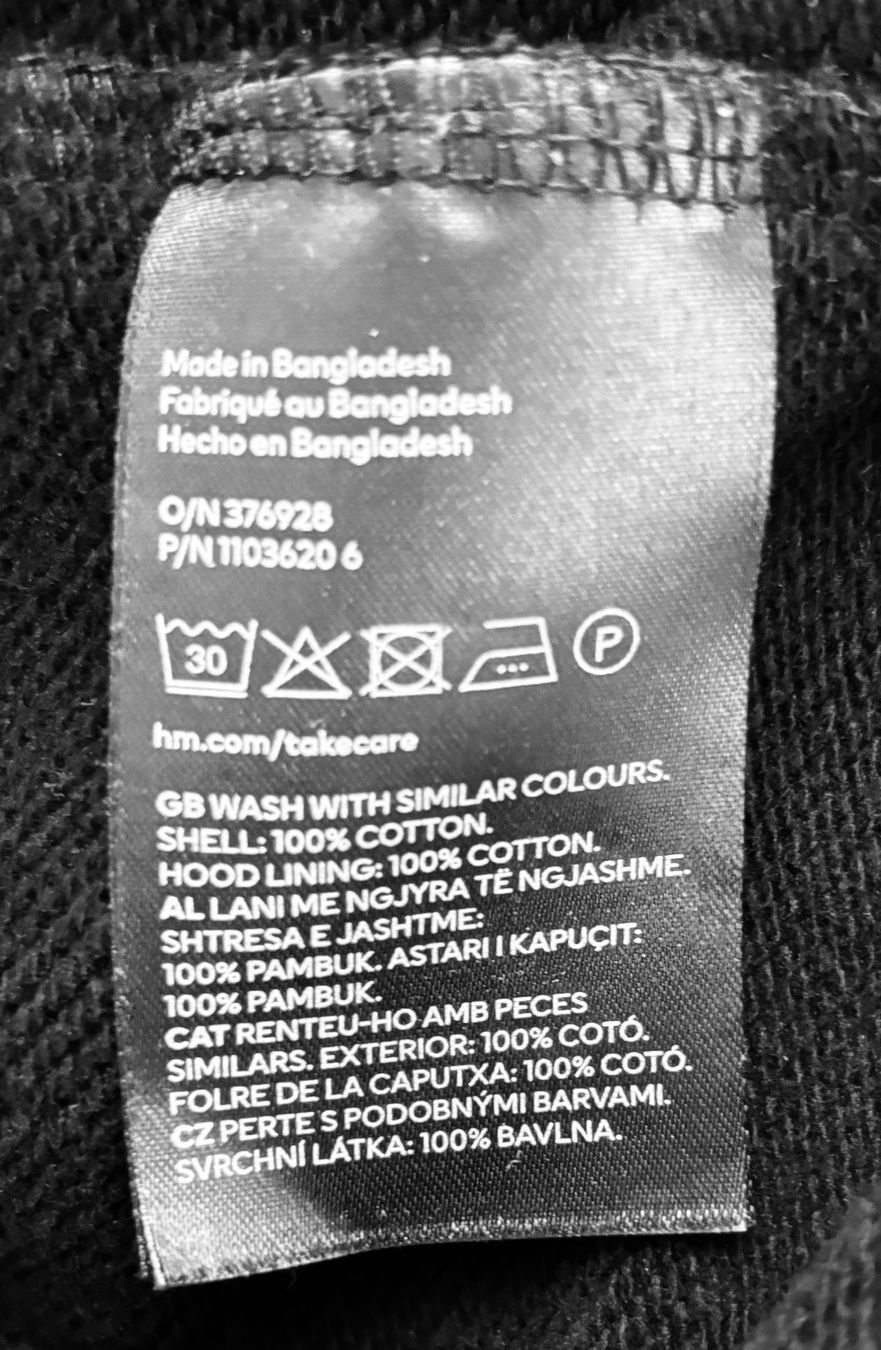 Made in Bangladesh
Fabriqué au Bangladesh
Hecho en Bangladesh
O/N 376928
P/N 1103620 6
30
P
hm.com/takecare
GB WASH WITH SIMILAR COLOURS.
SHELL: 100% COTTON.
HOOD LINING: 100% COTTON.
AL LANI ME NGJYRA TË NGJASHME.
SHTRESA E JASHTME:
100% PAMBUK. ASTARI I KAPUÇIT:
100% PAMBUK.
CAT RENTEU-HO AMB PECES
SIMILARS. EXTERIOR: 100% COTÓ.
FOLRE DE LA CAPUTXA: 100% COTÓ.
CZ PERTE S PODOBNÝMI BARVAMI.
SVRCHNÍ LÁTKA: 100% BAVLNA.